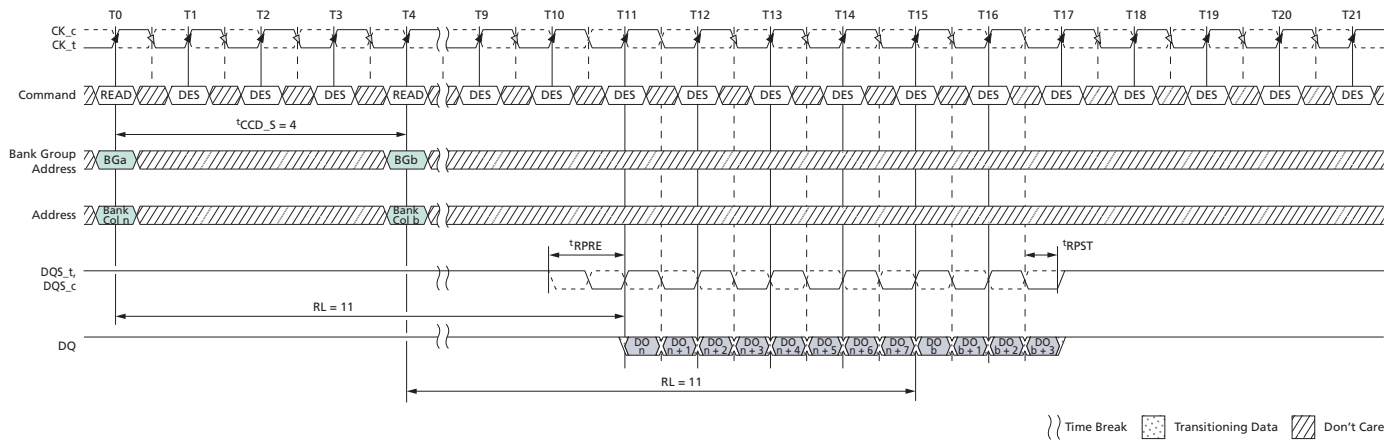 T0 T1 T2 T3 T4 T9 T10 T11 T12 T13 T14 T15 T16 T17 T18 T19 T20 T21
CK_c
CK_t
Command READ DES DES DES READ DES DES DES DES DES DES DES DES DES DES DES DES DES
tCCD_S = 4
Bank Group
Address
BGa BGb
Address
Bank
Col n
Bank
Col b
tRPRE tRPST
DQS_t,
DQS_c
RL = 11
DQ
DO
n
DO
n + 1
DO
n + 2
DO
n + 3
DO
n + 4
DO
n + 5
DO
n + 6
DO
n + 7
DO
b
DO
b + 1
DO
b + 2
DO
b + 3
RL = 11
Time Break Transitioning Data Don't Care